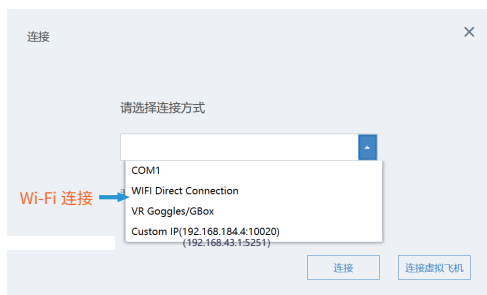 连接
请选择连接方式
COM1
Wi-Fi 连接
WIFI Direct Connection
VR Goggles/GBox
Custom IP(192.168.184.4:10020)
(192.168.43.1:5251)
连接
连接虚拟飞机